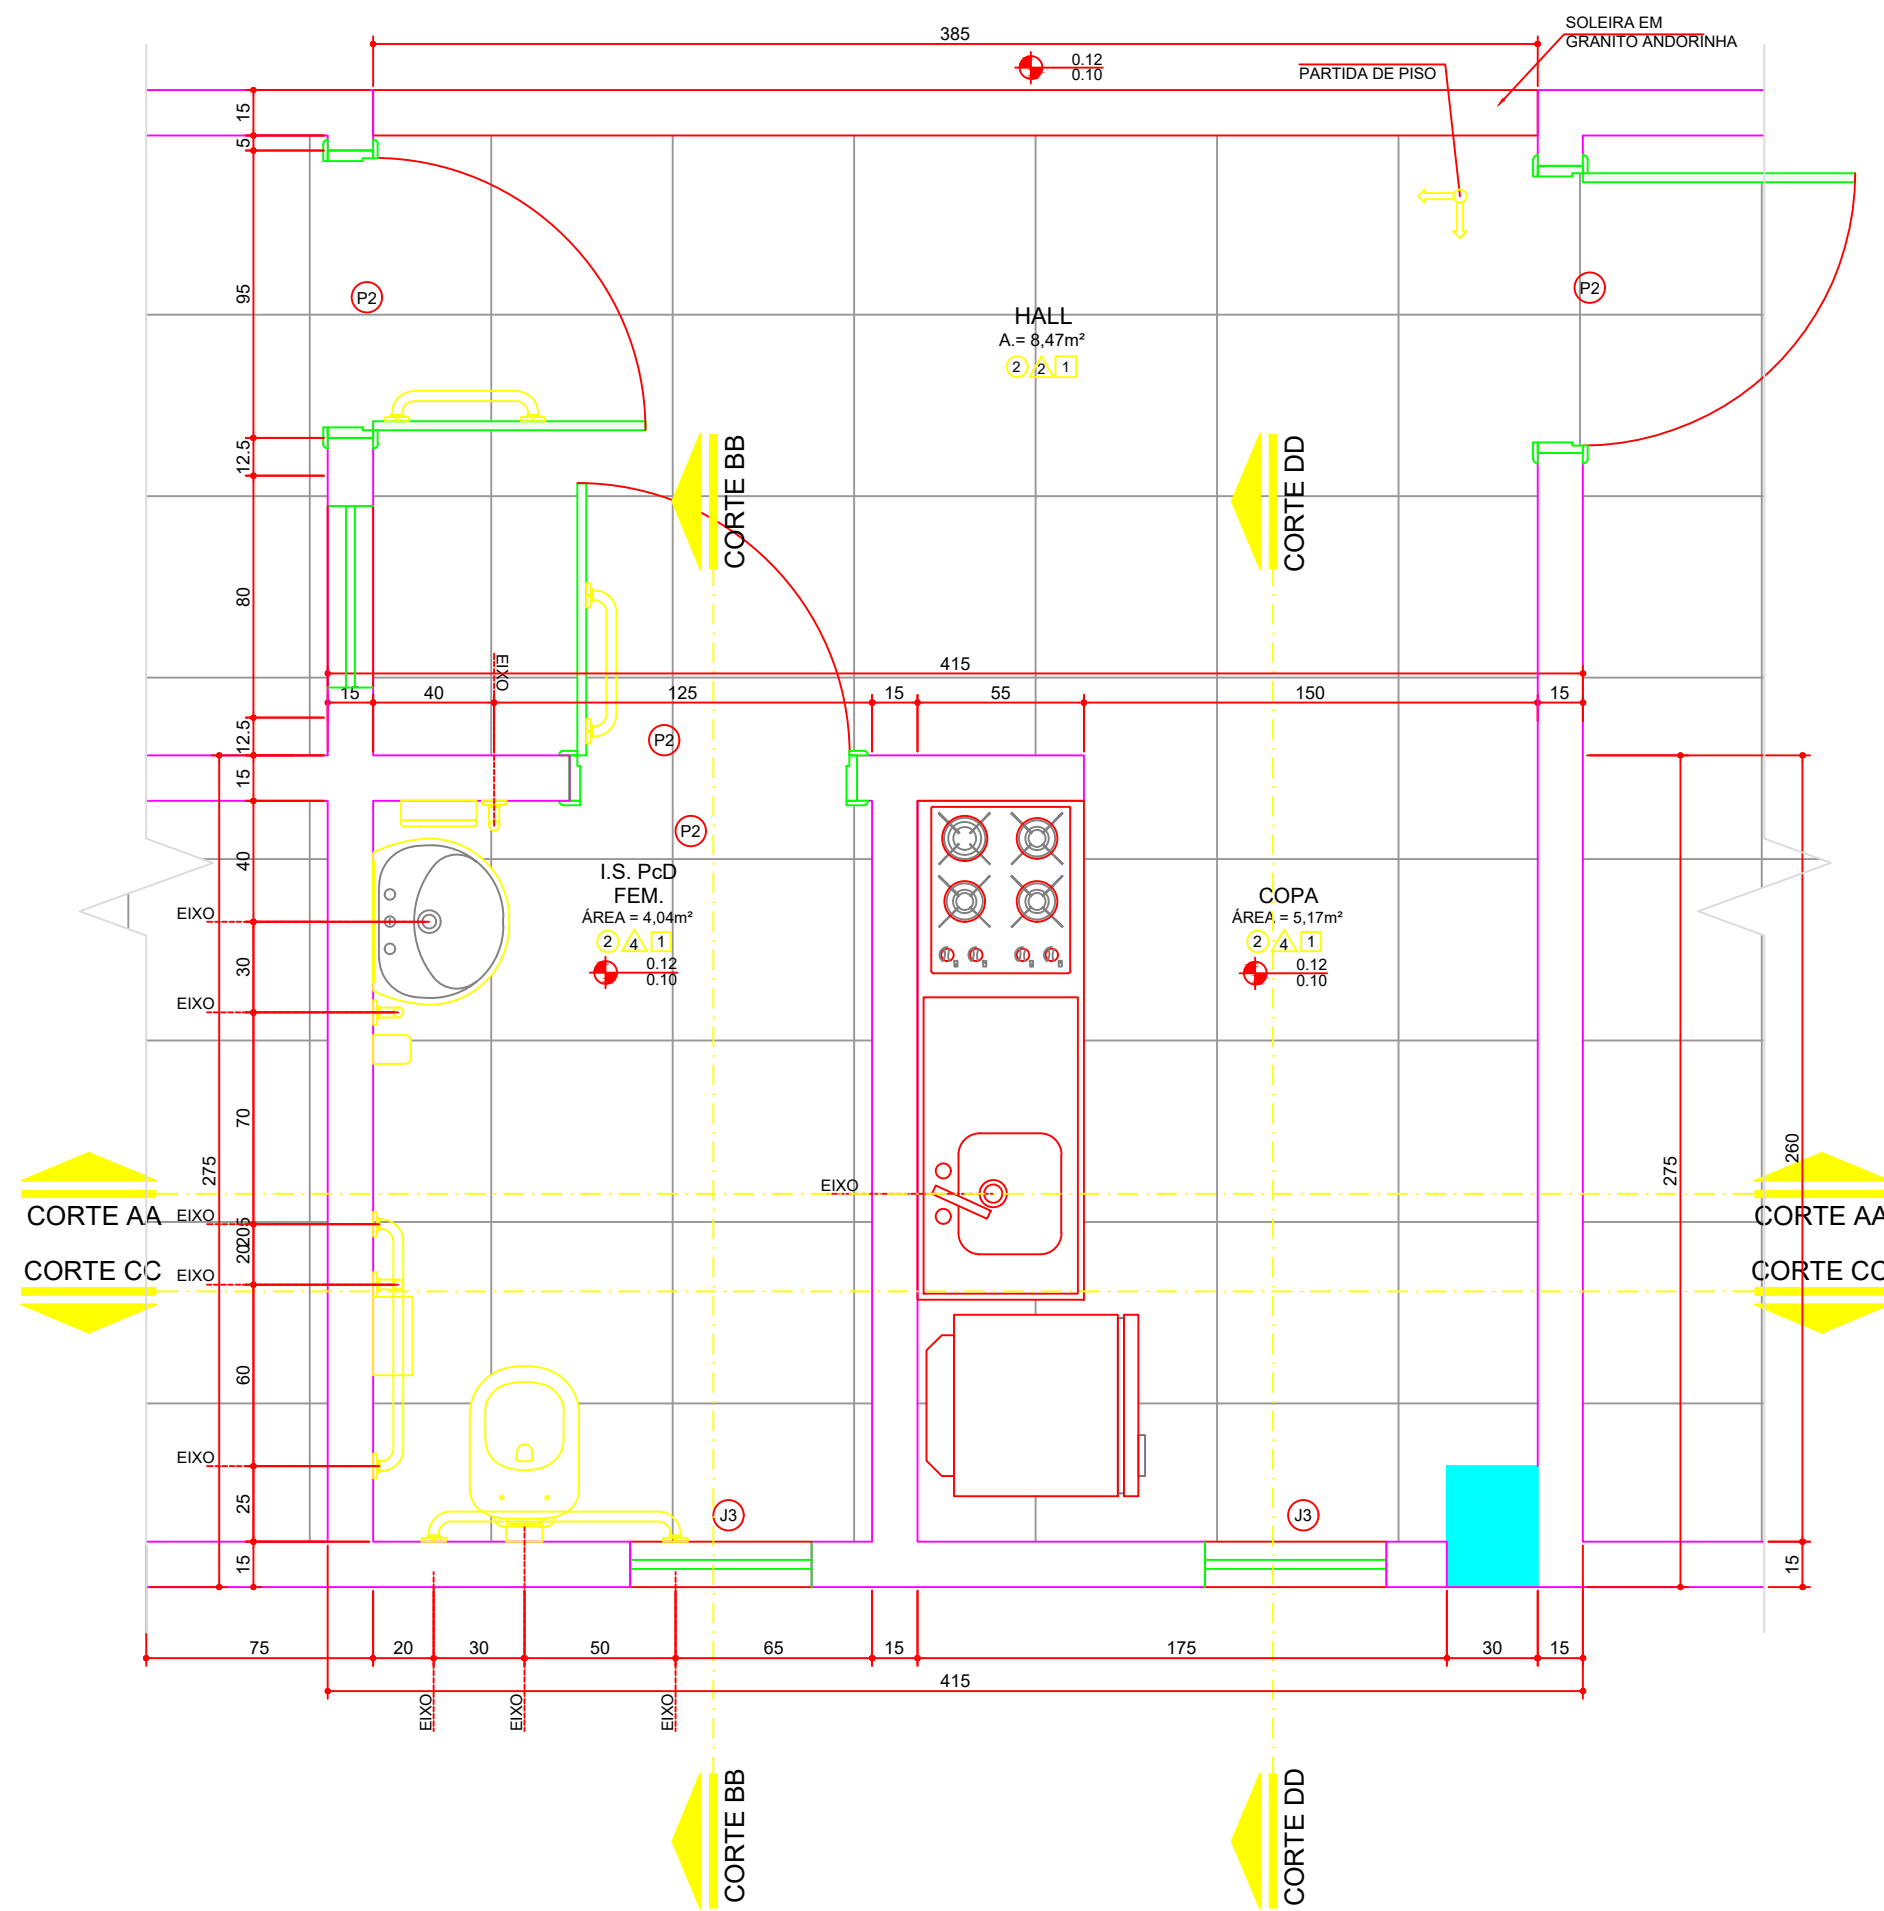 SOLEIRA EM
GRANITO ANDORINHA
385
0.12
0.10
PARTIDA DE PISO
15
5
95
P2
P2
HALL
A.= 8,47m²
2 2 1
12.5
CORTE BB
CORTE DD
80
EIXO
415
15 40 125 15 55 150 15
12.5
P2
15
P2
40
I.S. PcD
FEM.
ÁREA = 4,04m²
2 4 1
0.12
0.10
COPA
ÁREA = 5,17m²
2 4 1
0.12
0.10
EIXO
30
EIXO
70
275
275
260
EIXO
CORTE AA
EIXO
CORTE AA
205
20
CORTE CC
EIXO
CORTE CC
60
EIXO
25
J3
J3
15
15
75 20 30 50 65 15 175 30 15
415
EIXO
EIXO
EIXO
CORTE BB
CORTE DD